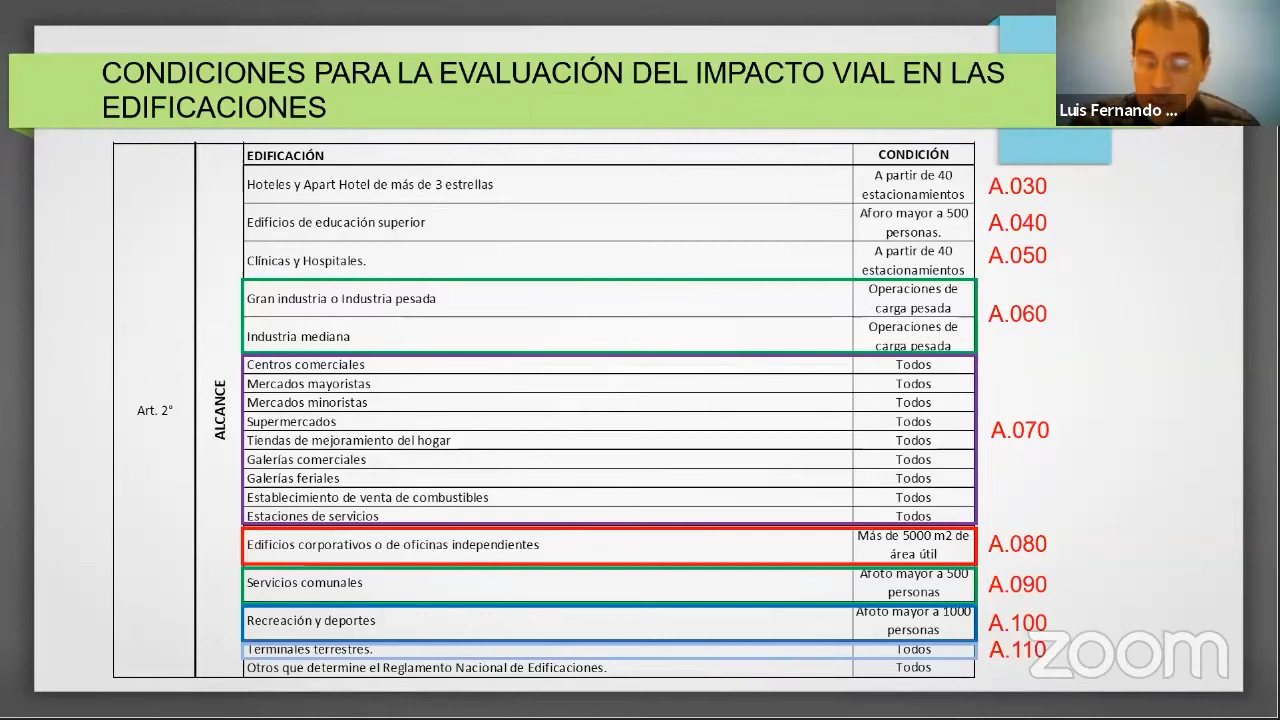 CONDICIONES PARA LA EVALUACIÓN DEL IMPACTO VIAL EN LAS
EDIFICACIONES
Luis Fernando ...
Art. 2°
ALCANCE
EDIFICACIÓN
CONDICIÓN
Hoteles y Apart Hotel de más de 3 estrellas
A partir de 40
estacionamientos
A.030
Edificios de educación superior
Aforo mayor a 500
personas.
A.040
Clínicas y Hospitales.
A partir de 40
estacionamientos
A.050
Gran industria o Industria pesada
Operaciones de
carga pesada
Industria mediana
Operaciones de
carga pesada
A.060
Centros comerciales
Todos
Mercados mayoristas
Todos
Mercados minoristas
Todos
Supermercados
Todos
Tiendas de mejoramiento del hogar
Todos
Galerías comerciales
Todos
Galerías feriales
Todos
Establecimiento de venta de combustibles
Todos
Estaciones de servicios
Todos
A.070
Edificios corporativos o de oficinas independientes
Más de 5000 m2 de
área útil
A.080
Servicios comunales
Afoto mayor a 500
personas
A.090
Recreación y deportes
Afoto mayor a 1000
personas
A.100
Terminales terrestres.
Todos
A.110
Otros que determine el Reglamento Nacional de Edificaciones.
Todos
zoom